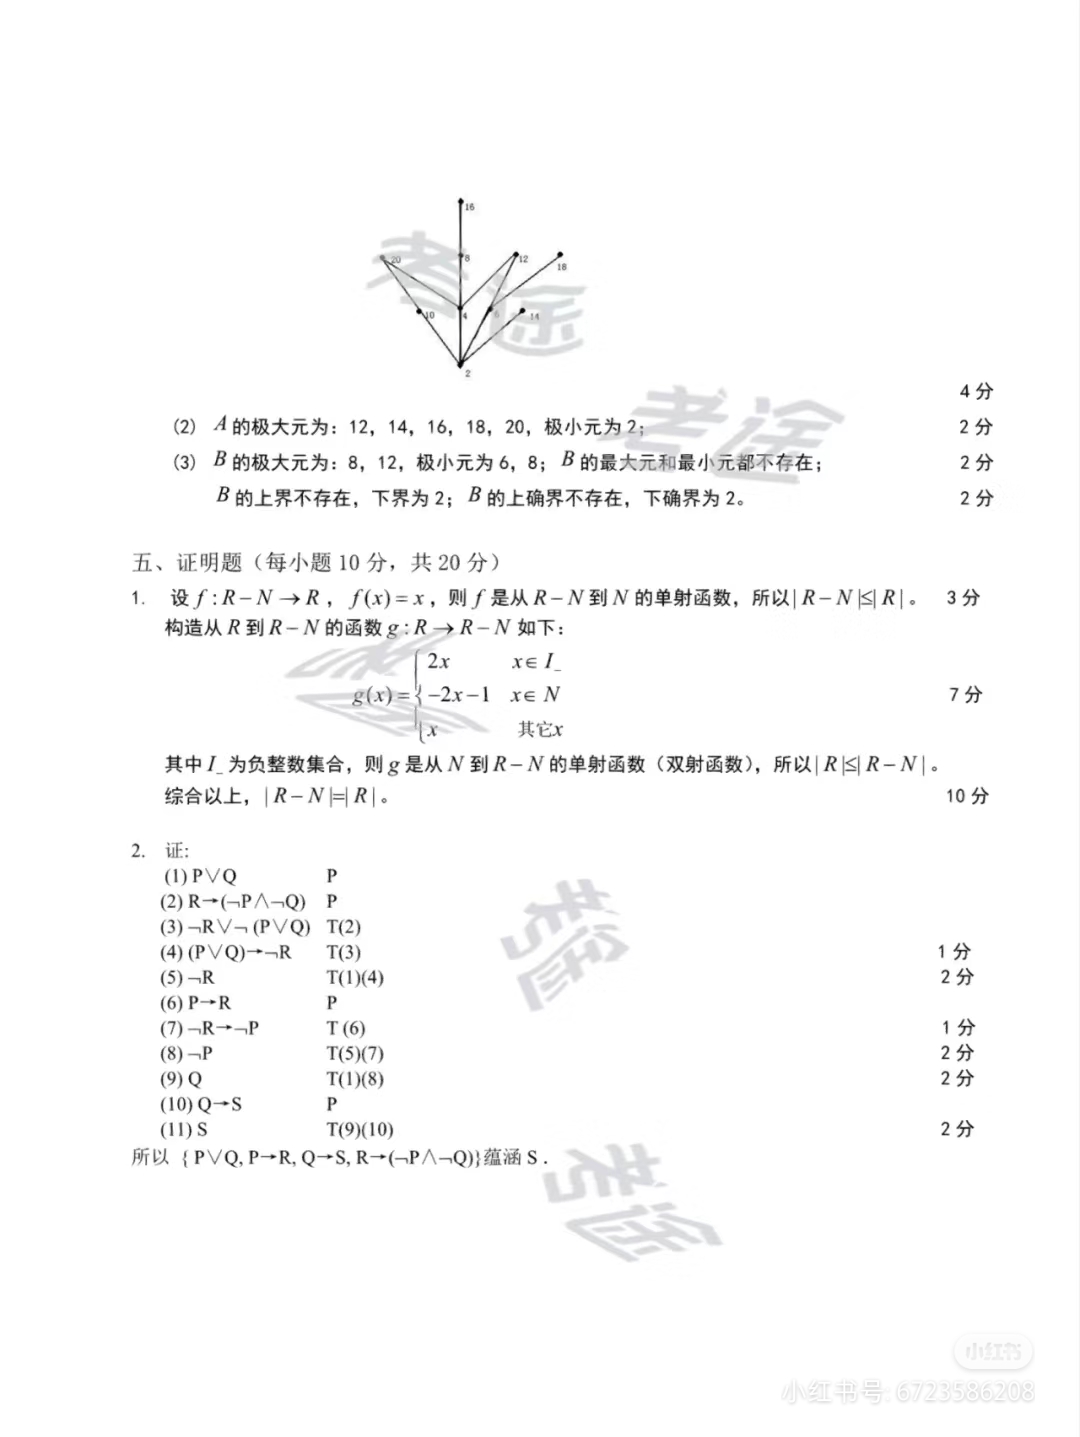 16
20
8
12
18
10
4
6
14
2
4 分
(2) A 的极大元为：12，14，16，18，20，极小元为 2； 2 分
(3) B 的极大元为：8，12，极小元为 6，8；B 的最大元和最小元都不存在； 2 分
B 的上界不存在，下界为 2；B 的上确界不存在，下确界为 2。 2 分
五、证明题（每小题 10 分，共 20 分）
1. 设 f : R − N → R ， f(x) = x ，则 f 是从 R − N 到 N 的单射函数，所以| R − N |≤| R |。 3 分
构造从 R 到 R − N 的函数 g : R → R − N 如下：
2x x∈ I_
g(x) = { −2x −1 x∈ N 7 分
x 其它x
其中 I_ 为负整数集合，则 g 是从 N 到 R − N 的单射函数（双射函数），所以| R |≤| R − N |。
综合以上，| R − N |=| R |。 10 分
2. 证:
(1) P∨Q P
(2) R→(¬P∧¬Q) P
(3) ¬R∨¬ (P∨Q) T(2)
(4) (P∨Q)→¬R T(3) 1 分
(5) ¬R T(1)(4) 2 分
(6) P→R P
(7) ¬R→¬P T (6) 1 分
(8) ¬P T(5)(7) 2 分
(9) Q T(1)(8) 2 分
(10) Q→S P
(11) S T(9)(10) 2 分
所以 { P∨Q, P→R, Q→S, R→(¬P∧¬Q)}蕴涵 S .
考途
考途
考途
考途
小红书
小红书号: 6723586208